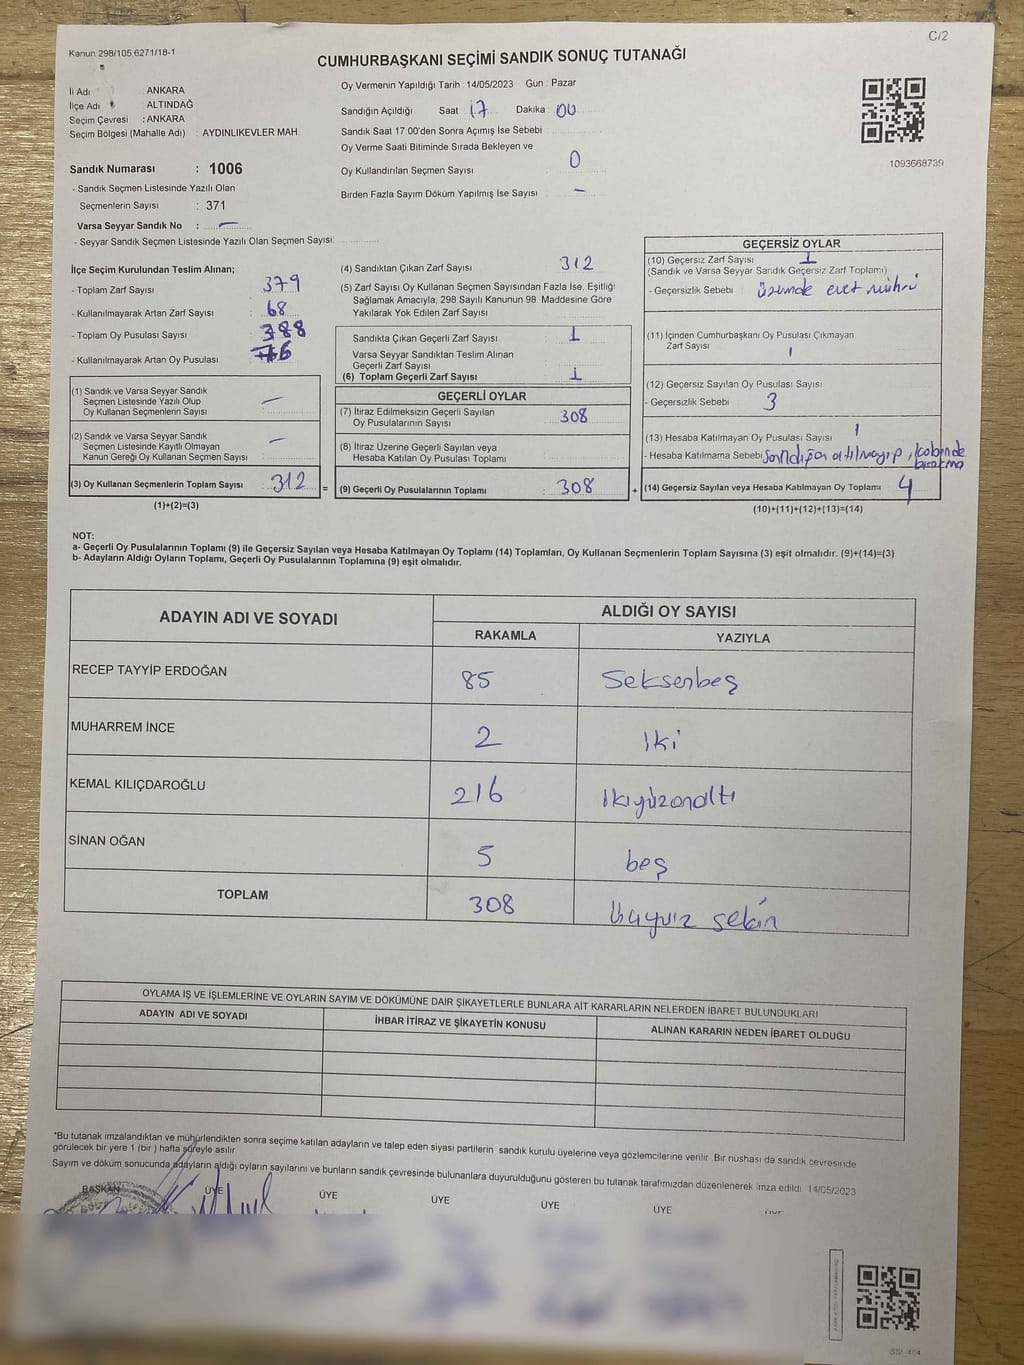 C/2
Kanun:298/105,6271/18-1
CUMHURBAŞKANI SEÇİMİ SANDIK SONUÇ TUTANAĞI
Oy Vermenin Yapıldığı Tarih :14/05/2023 Gün : Pazar
İl Adı : ANKARA
İlçe Adı : ALTINDAĞ
Seçim Çevresi : ANKARA
Seçim Bölgesi (Mahalle Adı) : AYDINLIKEVLER MAH.
Sandığın Açıldığı Saat : 17 Dakika : 00
Sandık Saat 17:00'den Sonra Açımış İse Sebebi :
Oy Verme Saati Bitiminde Sırada Bekleyen ve
Oy Kullandırılan Seçmen Sayısı : 0
Birden Fazla Sayım Döküm Yapılmış İse Sayısı : -
1093668739
Sandık Numarası : 1006
- Sandık Seçmen Listesinde Yazılı Olan
Seçmenlerin Sayısı : 371
Varsa Seyyar Sandık No : -
- Seyyar Sandık Seçmen Listesinde Yazılı Olan Seçmen Sayısı:
İlçe Seçim Kurulundan Teslim Alınan;
- Toplam Zarf Sayısı : 379
- Kullanılmayarak Artan Zarf Sayısı : 68
- Toplam Oy Pusulası Sayısı : 388
- Kullanılmayarak Artan Oy Pusulası
(1) Sandık ve Varsa Seyyar Sandık
Seçmen Listesinde Yazılı Olup
Oy Kullanan Seçmenlerin Sayısı : -
(2) Sandık ve Varsa Seyyar Sandık
Seçmen Listesinde Kayıtlı Olmayan
Kanun Gereği Oy Kullanan Seçmen Sayısı : -
(3) Oy Kullanan Seçmenlerin Toplam Sayısı : 312 =
(1)+(2)=(3)
(4) Sandıktan Çıkan Zarf Sayısı : 312
(5) Zarf Sayısı Oy Kullanan Seçmen Sayısından Fazla İse, Eşitliği
Sağlamak Amacıyla, 298 Sayılı Kanunun 98. Maddesine Göre
Yakılarak Yok Edilen Zarf Sayısı :
Sandıkta Çıkan Geçerli Zarf Sayısı : 1
Varsa Seyyar Sandıktan Teslim Alınan
Geçerli Zarf Sayısı :
(6) Toplam Geçerli Zarf Sayısı : 1
GEÇERLİ OYLAR
(7) İtiraz Edilmeksizin Geçerli Sayılan
Oy Pusulalarının Sayısı : 308
(8) İtiraz Üzerine Geçerli Sayılan veya
Hesaba Katılan Oy Pusulası Toplamı :
(9) Geçerli Oy Pusulalarının Toplamı : 308 +
GEÇERSİZ OYLAR
(10) Geçersiz Zarf Sayısı : 1
(Sandık ve Varsa Seyyar Sandık Geçersiz Zarf Toplamı)
- Geçersizlik Sebebi : üzerinde evet mührü
(11) İçinden Cumhurbaşkanı Oy Pusulası Çıkmayan
Zarf Sayısı : 1
(12) Geçersiz Sayılan Oy Pusulası Sayısı :
- Geçersizlik Sebebi : 3
(13) Hesaba Katılmayan Oy Pusulası Sayısı : 1
- Hesaba Katılmama Sebebi : Sandığa atılmayıp, kabinde
bırakma
(14) Geçersiz Sayılan veya Hesaba Katılmayan Oy Toplamı : 4
(10)+(11)+(12)+(13)=(14)
NOT:
a- Geçerli Oy Pusulalarının Toplamı (9) ile Geçersiz Sayılan veya Hesaba Katılmayan Oy Toplamı (14) Toplamları, Oy Kullanan Seçmenlerin Toplam Sayısına (3) eşit olmalıdır. (9)+(14)=(3)
b- Adayların Aldığı Oyların Toplamı, Geçerli Oy Pusulalarının Toplamına (9) eşit olmalıdır.
ADAYIN ADI VE SOYADI ALDIĞI OY SAYISI
RAKAMLA YAZIYLA
RECEP TAYYİP ERDOĞAN 85 Seksenbeş
MUHARREM İNCE 2 İki
KEMAL KILIÇDAROĞLU 216 İkiyüzonaltı
SİNAN OĞAN 5 beş
TOPLAM 308
OYLAMA İŞ VE İŞLEMLERİNE VE OYLARIN SAYIM VE DÖKÜMÜNE DAİR ŞİKAYETLERLE BUNLARA AİT KARARLARIN NELERDEN İBARET BULUNDUKLARI
ADAYIN ADI VE SOYADI İHBAR İTİRAZ VE ŞİKAYETİN KONUSU ALINAN KARARIN NEDEN İBARET OLDUĞU
*Bu tutanak imzalandıktan ve mühürlendikten sonra seçime katılan adayların ve talep eden siyasi partilerin sandık kurulu üyelerine veya gözlemcilerine verilir. Bir nüshası da sandık çevresinde
görülecek bir yere 1 (bir ) hafta süreyle asılır.
Sayım ve döküm sonucunda adayların aldığı oyların sayılarını ve bunların sandık çevresinde bulunanlara duyurulduğunu gösteren bu tutanak tarafımızdan düzenlenerek imza edildi. 14/05/2023
BAŞKAN ÜYE ÜYE ÜYE ÜYE ÜYE